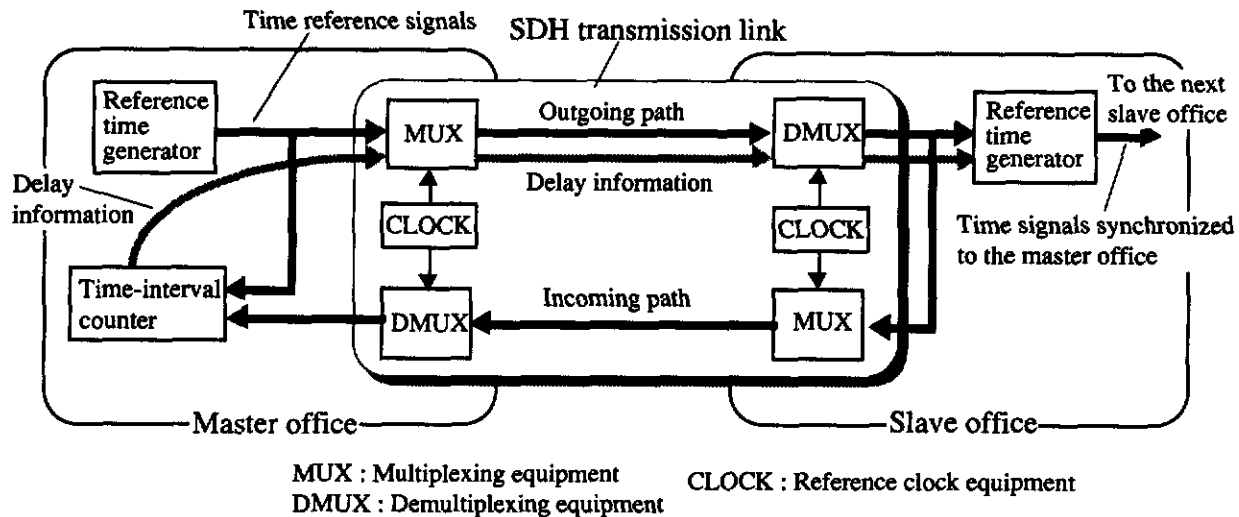 Time reference signals
SDH transmission link
Reference
time
generator
MUX
Outgoing path
DMUX
Reference
time
generator
To the next
slave office
Delay
information
Delay information
CLOCK
CLOCK
Time signals synchronized
to the master office
Time-interval
counter
DMUX
Incoming path
MUX
Master office
Slave office
MUX : Multiplexing equipment
DMUX : Demultiplexing equipment
CLOCK : Reference clock equipment